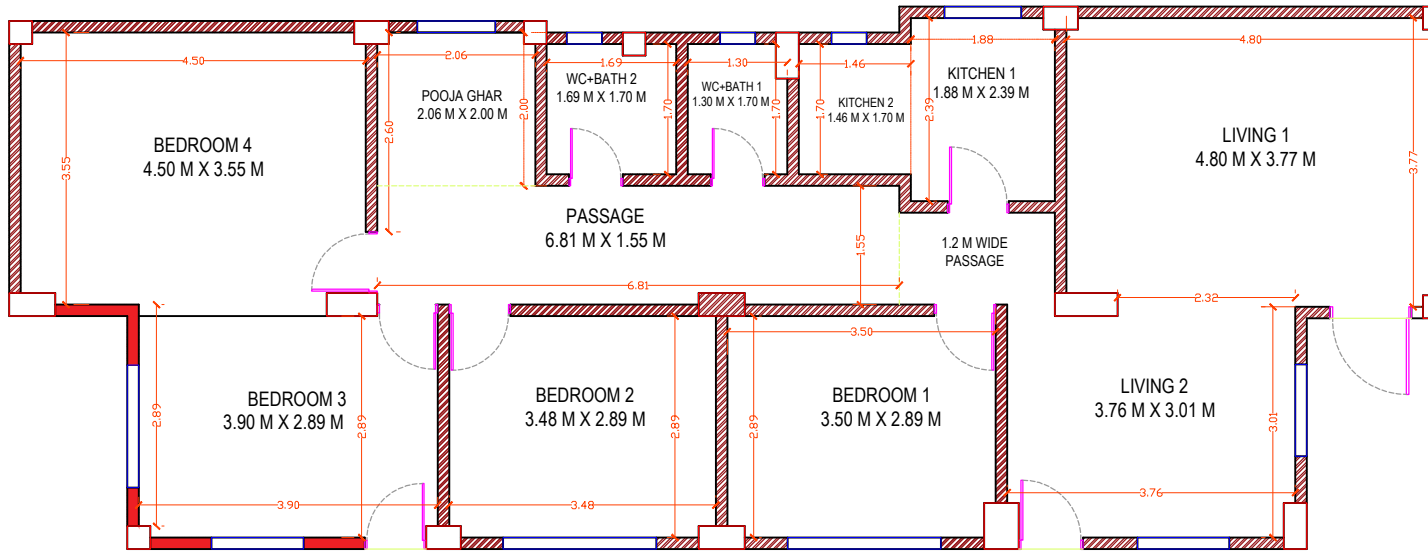 BEDROOM 4
4.50 M X 3.55 M
4.50
3.55
POOJA GHAR
2.06 M X 2.00 M
2.06
2.00
2.60
WC+BATH 2
1.69 M X 1.70 M
1.69
1.70
WC+BATH 1
1.30 M X 1.70 M
1.30
1.70
KITCHEN 2
1.46 M X 1.70 M
1.46
1.70
KITCHEN 1
1.88 M X 2.39 M
1.88
2.39
LIVING 1
4.80 M X 3.77 M
4.80
3.77
PASSAGE
6.81 M X 1.55 M
6.81
1.55
1.2 M WIDE
PASSAGE
2.32
BEDROOM 3
3.90 M X 2.89 M
2.89
2.89
3.90
BEDROOM 2
3.48 M X 2.89 M
2.89
3.48
BEDROOM 1
3.50 M X 2.89 M
3.50
2.89
LIVING 2
3.76 M X 3.01 M
3.01
3.76